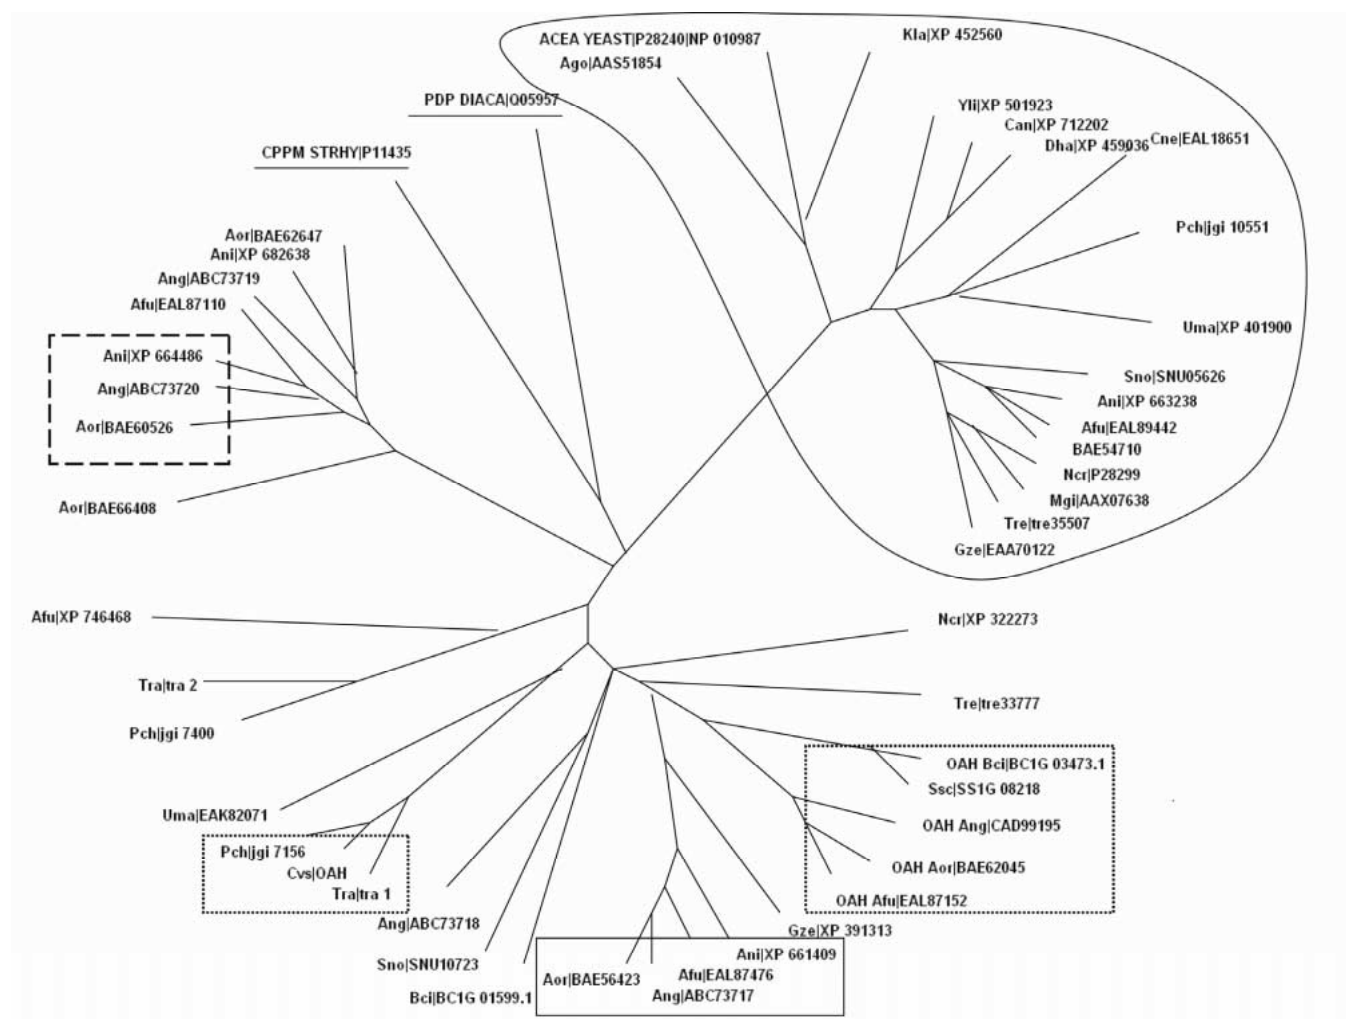 ACEA YEAST|P28240|NP 010987
Kla|XP 452560
Ago|AAS51854
PDP DIACA|Q05957
Yli|XP 501923
Can|XP 712202
Dha|XP 459036
Cne|EAL18651
CPPM STRHY|P11435
Pch|jgi 10551
Aor|BAE62647
Ani|XP 682638
Ang|ABC73719
Afu|EAL87110
Uma|XP 401900
Ani|XP 664486
Sno|SNU05626
Ang|ABC73720
Ani|XP 663238
Aor|BAE60526
Afu|EAL89442
BAE54710
Ncr|P28299
Mgi|AAX07638
Aor|BAE66408
Tre|tre35507
Gze|EAA70122
Afu|XP 746468
Ncr|XP 322273
Tra|tra 2
Tre|tre33777
Pch|jgi 7400
OAH Bci|BC1G 03473.1
Ssc|SS1G 08218
Uma|EAK82071
OAH Ang|CAD99195
Pch|jgi 7156
Cvs|OAH
OAH Aor|BAE62045
Tra|tra 1
OAH Afu|EAL87152
Ang|ABC73718
Gze|XP 391313
Ani|XP 661409
Sno|SNU10723
Afu|EAL87476
Aor|BAE56423
Ang|ABC73717
Bci|BC1G 01599.1